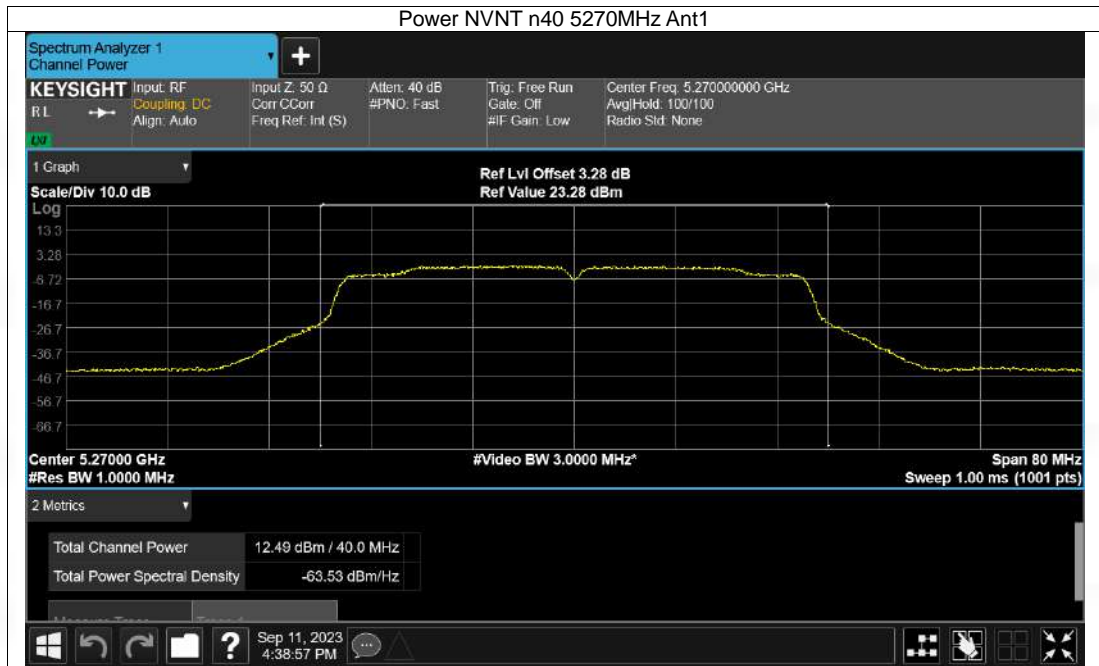 Power NVNT n40 5270MHz Ant1
Spectrum Analyzer 1
Channel Power
KEYSIGHT Input: RF
Coupling: DC
Align: Auto
RL
Input Z: 50 Ω
Corr CCorr
Freq Ref: Int (S)
Atten: 40 dB
#PNO: Fast
Trig: Free Run
Gate: Off
#IF Gain: Low
Center Freq: 5.270000000 GHz
Avg|Hold: 100/100
Radio Std: None
LXI
1 Graph
Scale/Div 10.0 dB
Ref Lvl Offset 3.28 dB
Ref Value 23.28 dBm
Log
13.3
3.28
-6.72
-16.7
-26.7
-36.7
-46.7
-56.7
-66.7
Center 5.27000 GHz
#Video BW 3.0000 MHz*
Span 80 MHz
#Res BW 1.0000 MHz
Sweep 1.00 ms (1001 pts)
2 Metrics
Total Channel Power 12.49 dBm / 40.0 MHz
Total Power Spectral Density -63.53 dBm/Hz
Sep 11, 2023
4:38:57 PM